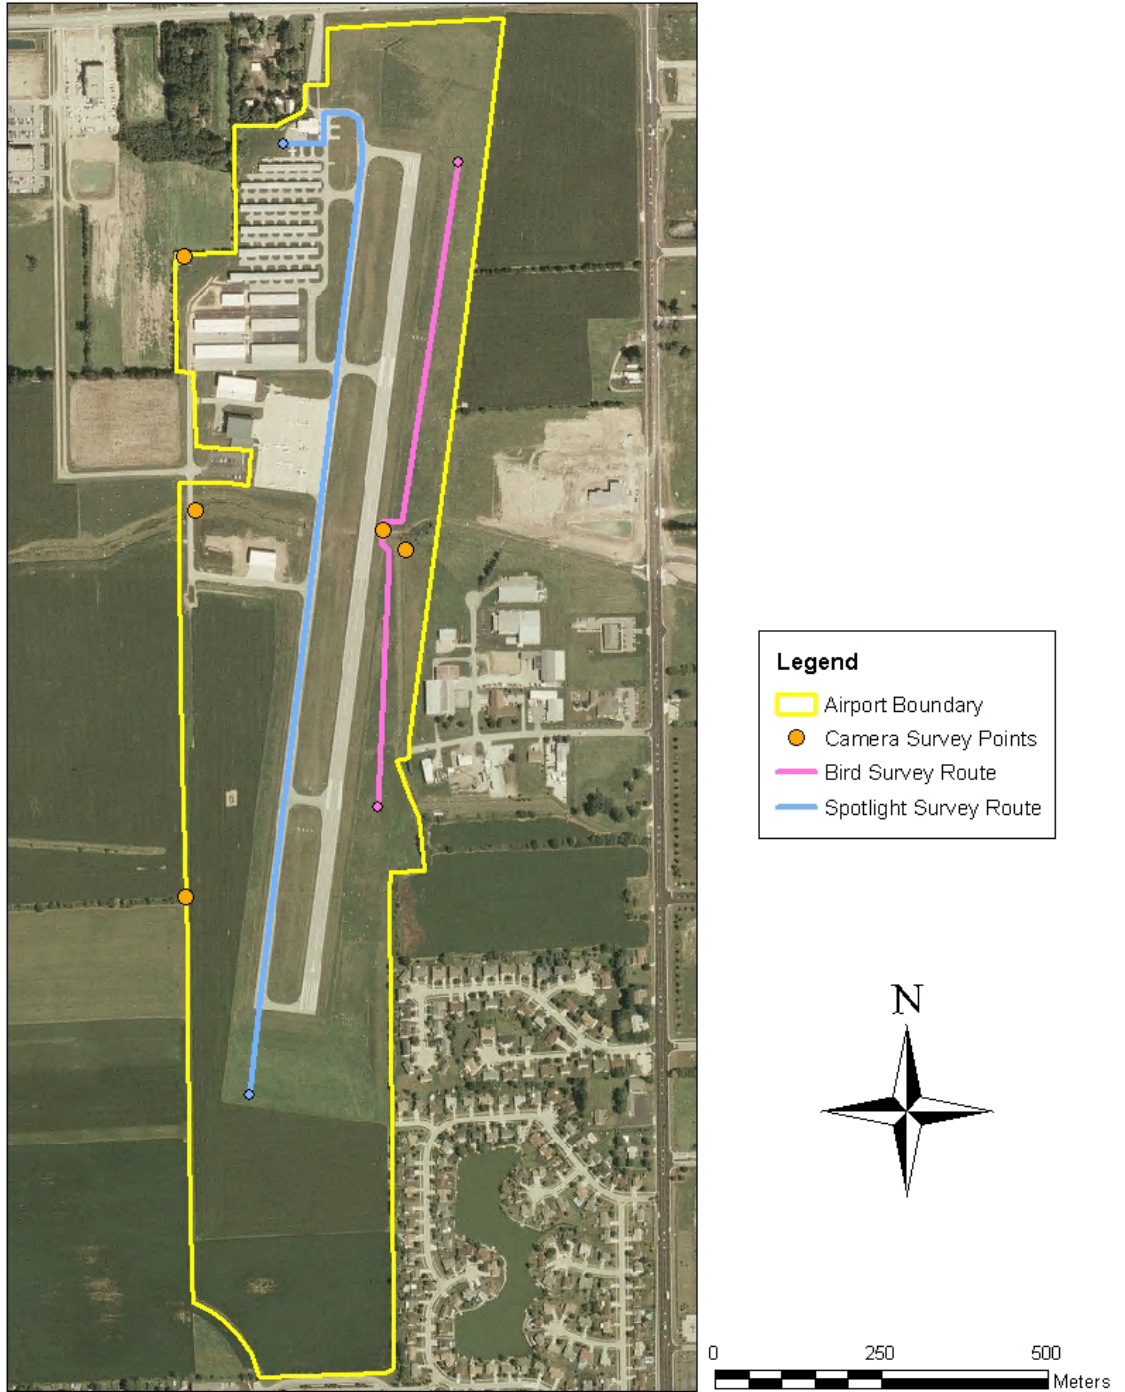 Legend
Airport Boundary
Camera Survey Points
Bird Survey Route
Spotlight Survey Route
N
0 250 500
Meters